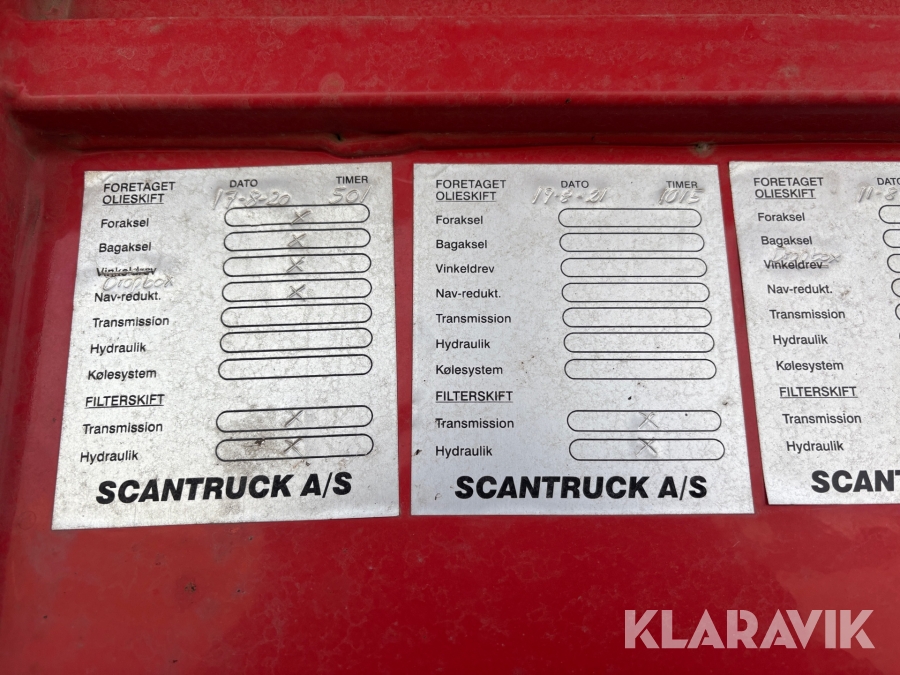 FORETAGET DATO TIMER
OLIESKIFT 17-8-20 501
Foraksel X
Bagaksel X
Vinkeldrev X
Nav-redukt. X
Transmission
Hydraulik
Kølesystem
FILTERSKIFT
Transmission X
Hydraulik X
SCANTRUCK A/S
FORETAGET DATO TIMER
OLIESKIFT 19-8-21 1015
Foraksel
Bagaksel
Vinkeldrev
Nav-redukt.
Transmission
Hydraulik
Kølesystem
FILTERSKIFT
Transmission X
Hydraulik X
SCANTRUCK A/S
FORETAGET
OLIESKIFT 11-8
Foraksel
Bagaksel
Vinkeldrev
Nav-redukt.
Transmission
Hydraulik
Kølesystem
FILTERSKIFT
Transmission
Hydraulik
KLARAVIK